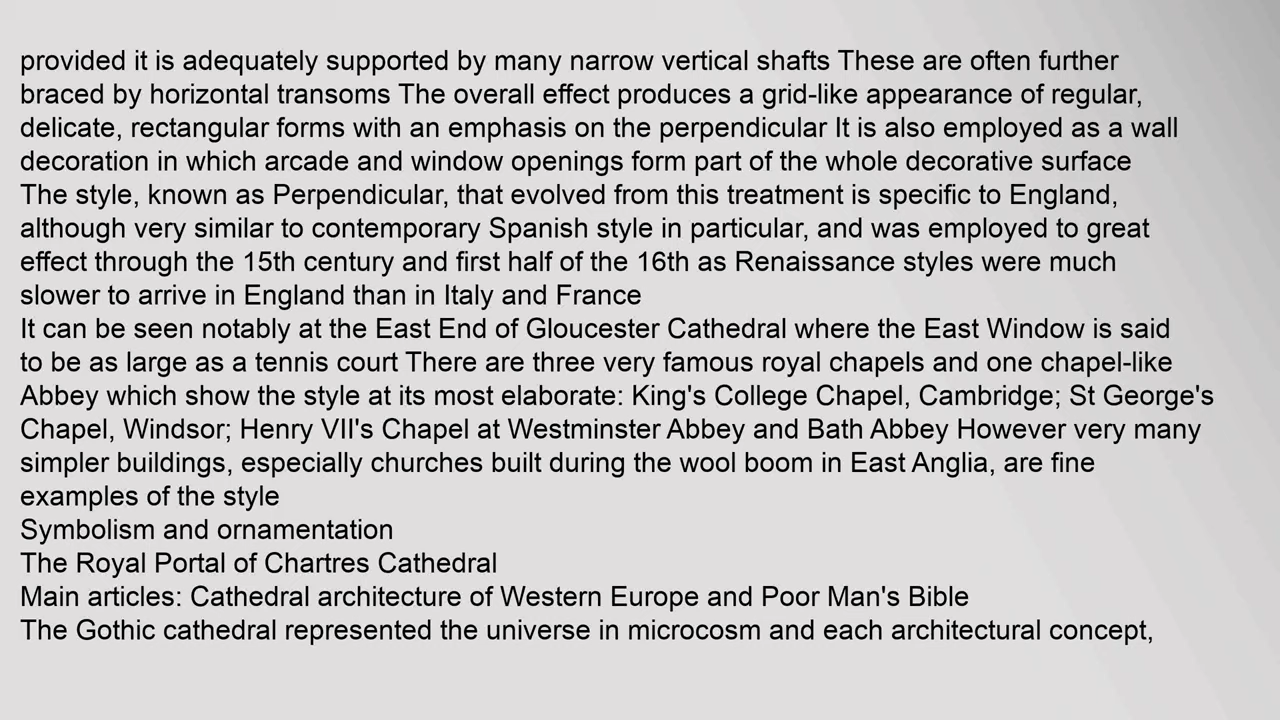 provided it is adequately supported by many narrow vertical shafts These are often further
braced by horizontal transoms The overall effect produces a grid-like appearance of regular,
delicate, rectangular forms with an emphasis on the perpendicular It is also employed as a wall
decoration in which arcade and window openings form part of the whole decorative surface
The style, known as Perpendicular, that evolved from this treatment is specific to England,
although very similar to contemporary Spanish style in particular, and was employed to great
effect through the 15th century and first half of the 16th as Renaissance styles were much
slower to arrive in England than in Italy and France
It can be seen notably at the East End of Gloucester Cathedral where the East Window is said
to be as large as a tennis court There are three very famous royal chapels and one chapel-like
Abbey which show the style at its most elaborate: King's College Chapel, Cambridge; St George's
Chapel, Windsor; Henry VII's Chapel at Westminster Abbey and Bath Abbey However very many
simpler buildings, especially churches built during the wool boom in East Anglia, are fine
examples of the style
Symbolism and ornamentation
The Royal Portal of Chartres Cathedral
Main articles: Cathedral architecture of Western Europe and Poor Man's Bible
The Gothic cathedral represented the universe in microcosm and each architectural concept,